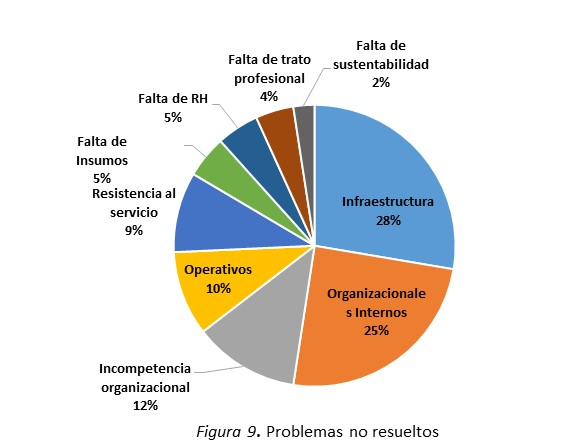 Falta de
sustentabilidad
2%
Falta de trato
profesional
4%
Falta de RH
5%
Falta de
Insumos
5%
Resistencia al
servicio
9%
Operativos
10%
Incompetencia
organizacional
12%
Infraestructura
28%
Organizacionale
s Internos
25%
Figura 9. Problemas no resueltos